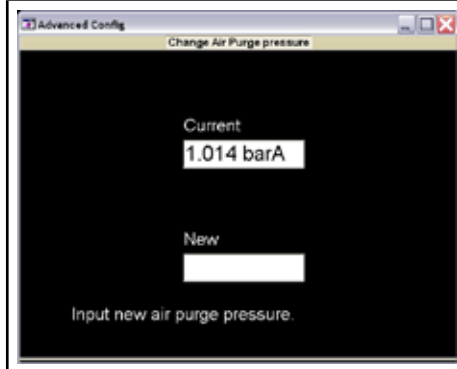 Advanced Config
Change Air Purge pressure
Current
1.014 barA
New
Input new air purge pressure.